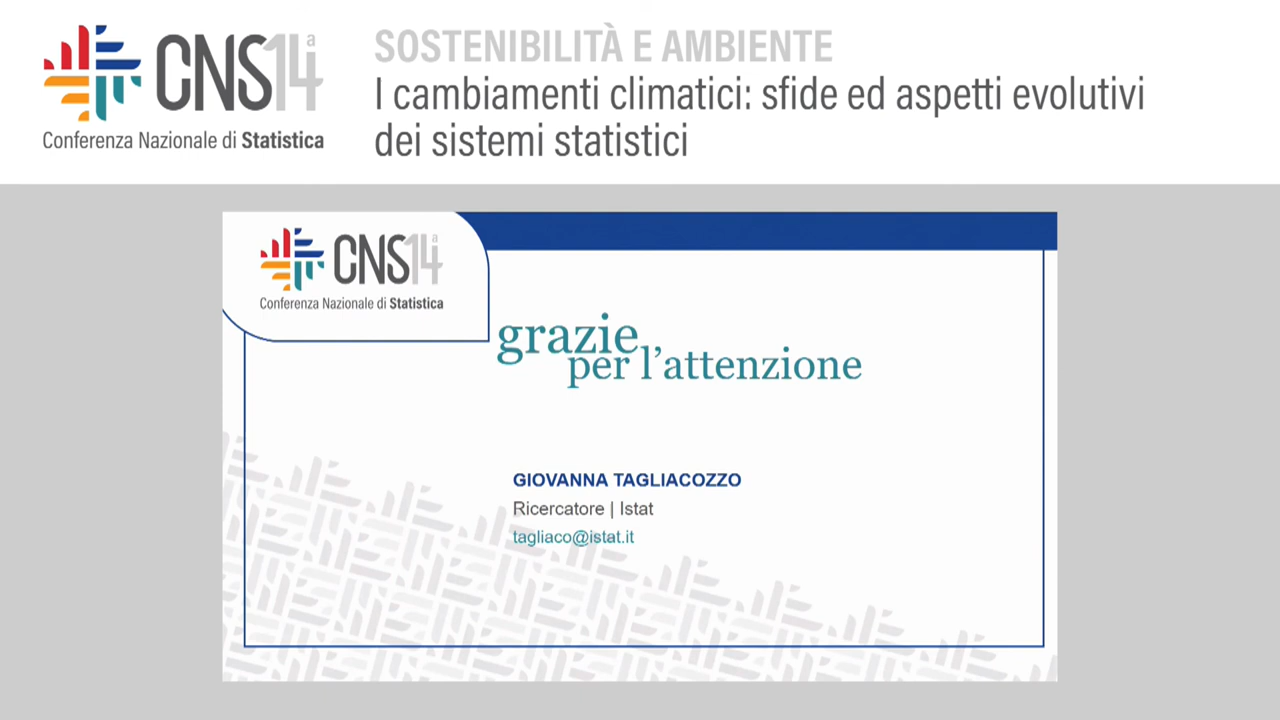 CNS14a
Conferenza Nazionale di Statistica
SOSTENIBILITÀ E AMBIENTE
I cambiamenti climatici: sfide ed aspetti evolutivi
dei sistemi statistici
CNS14a
Conferenza Nazionale di Statistica
grazie
per l’attenzione
GIOVANNA TAGLIACOZZO
Ricercatore | Istat
tagliaco@istat.it